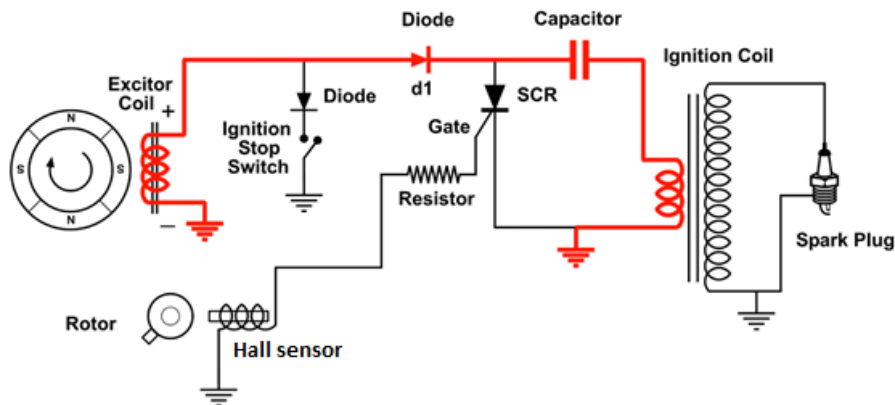 Diode
Capacitor
Ignition Coil
Excitor
Coil
+
Diode
d1
SCR
Ignition
Stop
Switch
Gate
N
S
S
N
Resistor
−
Spark Plug
Rotor
Hall sensor